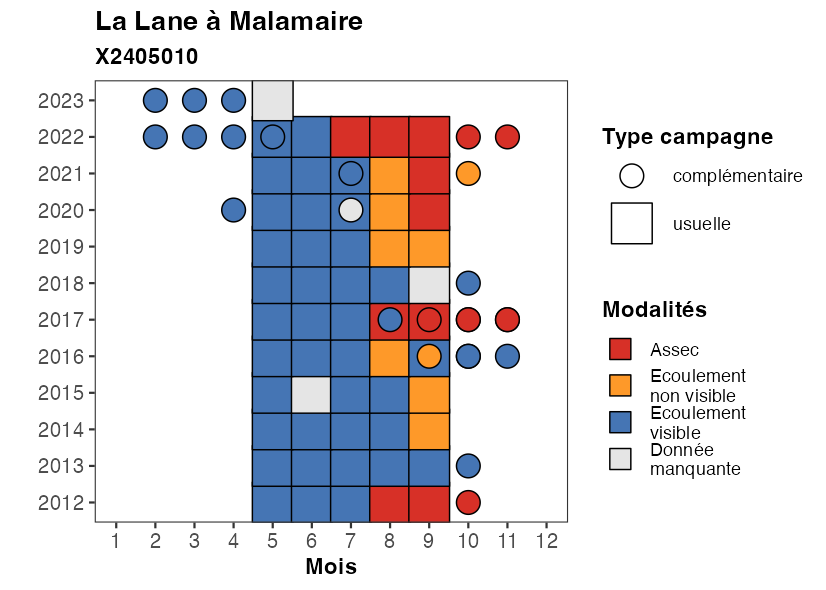 La Lane à Malamaire
X2405010
2023
2022
2021
2020
2019
2018
2017
2016
2015
2014
2013
2012
1 2 3 4 5 6 7 8 9 10 11 12
Mois
Type campagne
complémentaire
usuelle
Modalités
Assec
Ecoulement
non visible
Ecoulement
visible
Donnée
manquante